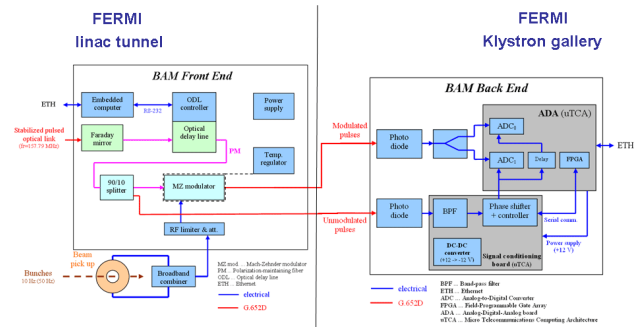 FERMI
linac tunnel
FERMI
Klystron gallery
BAM Front End
ETH
Embedded
computer
RS-232
ODL
controller
Power
supply
Stabilized pulsed
optical link
(fr=157.79 MHz)
Faraday
mirror
Optical
delay line
PM
Temp.
regulator
90/10
splitter
MZ modulator
RF limiter & att.
Beam
pick up
Bunches
10 Hz (50 Hz)
Broadband
combiner
MZ mod ... Mach-Zehnder modulator
PM ... Polarization-maintaining fiber
ODL ... Optical delay line
ETH ... Ethernet
electrical
G.652D
Modulated
pulses
Unmodulated
pulses
BAM Back End
ADA (uTCA)
Photo
diode
ADC0
ADC1
Delay
FPGA
ETH
Photo
diode
BPF
Phase shifter
+ controller
Serial comm.
Power supply
(+12 V)
DC-DC
converter
(+12 -> -12 V)
Signal conditioning
board (uTCA)
electrical
G.652D
BPF ... Band-pass filter
ETH ... Ethernet
ADC ... Analog-to-Digital Converter
FPGA ... Field-Programmable Gate Array
ADA ... Analog-Digital-Analog board
uTCA ... Micro Telecommunications Computing Architecture